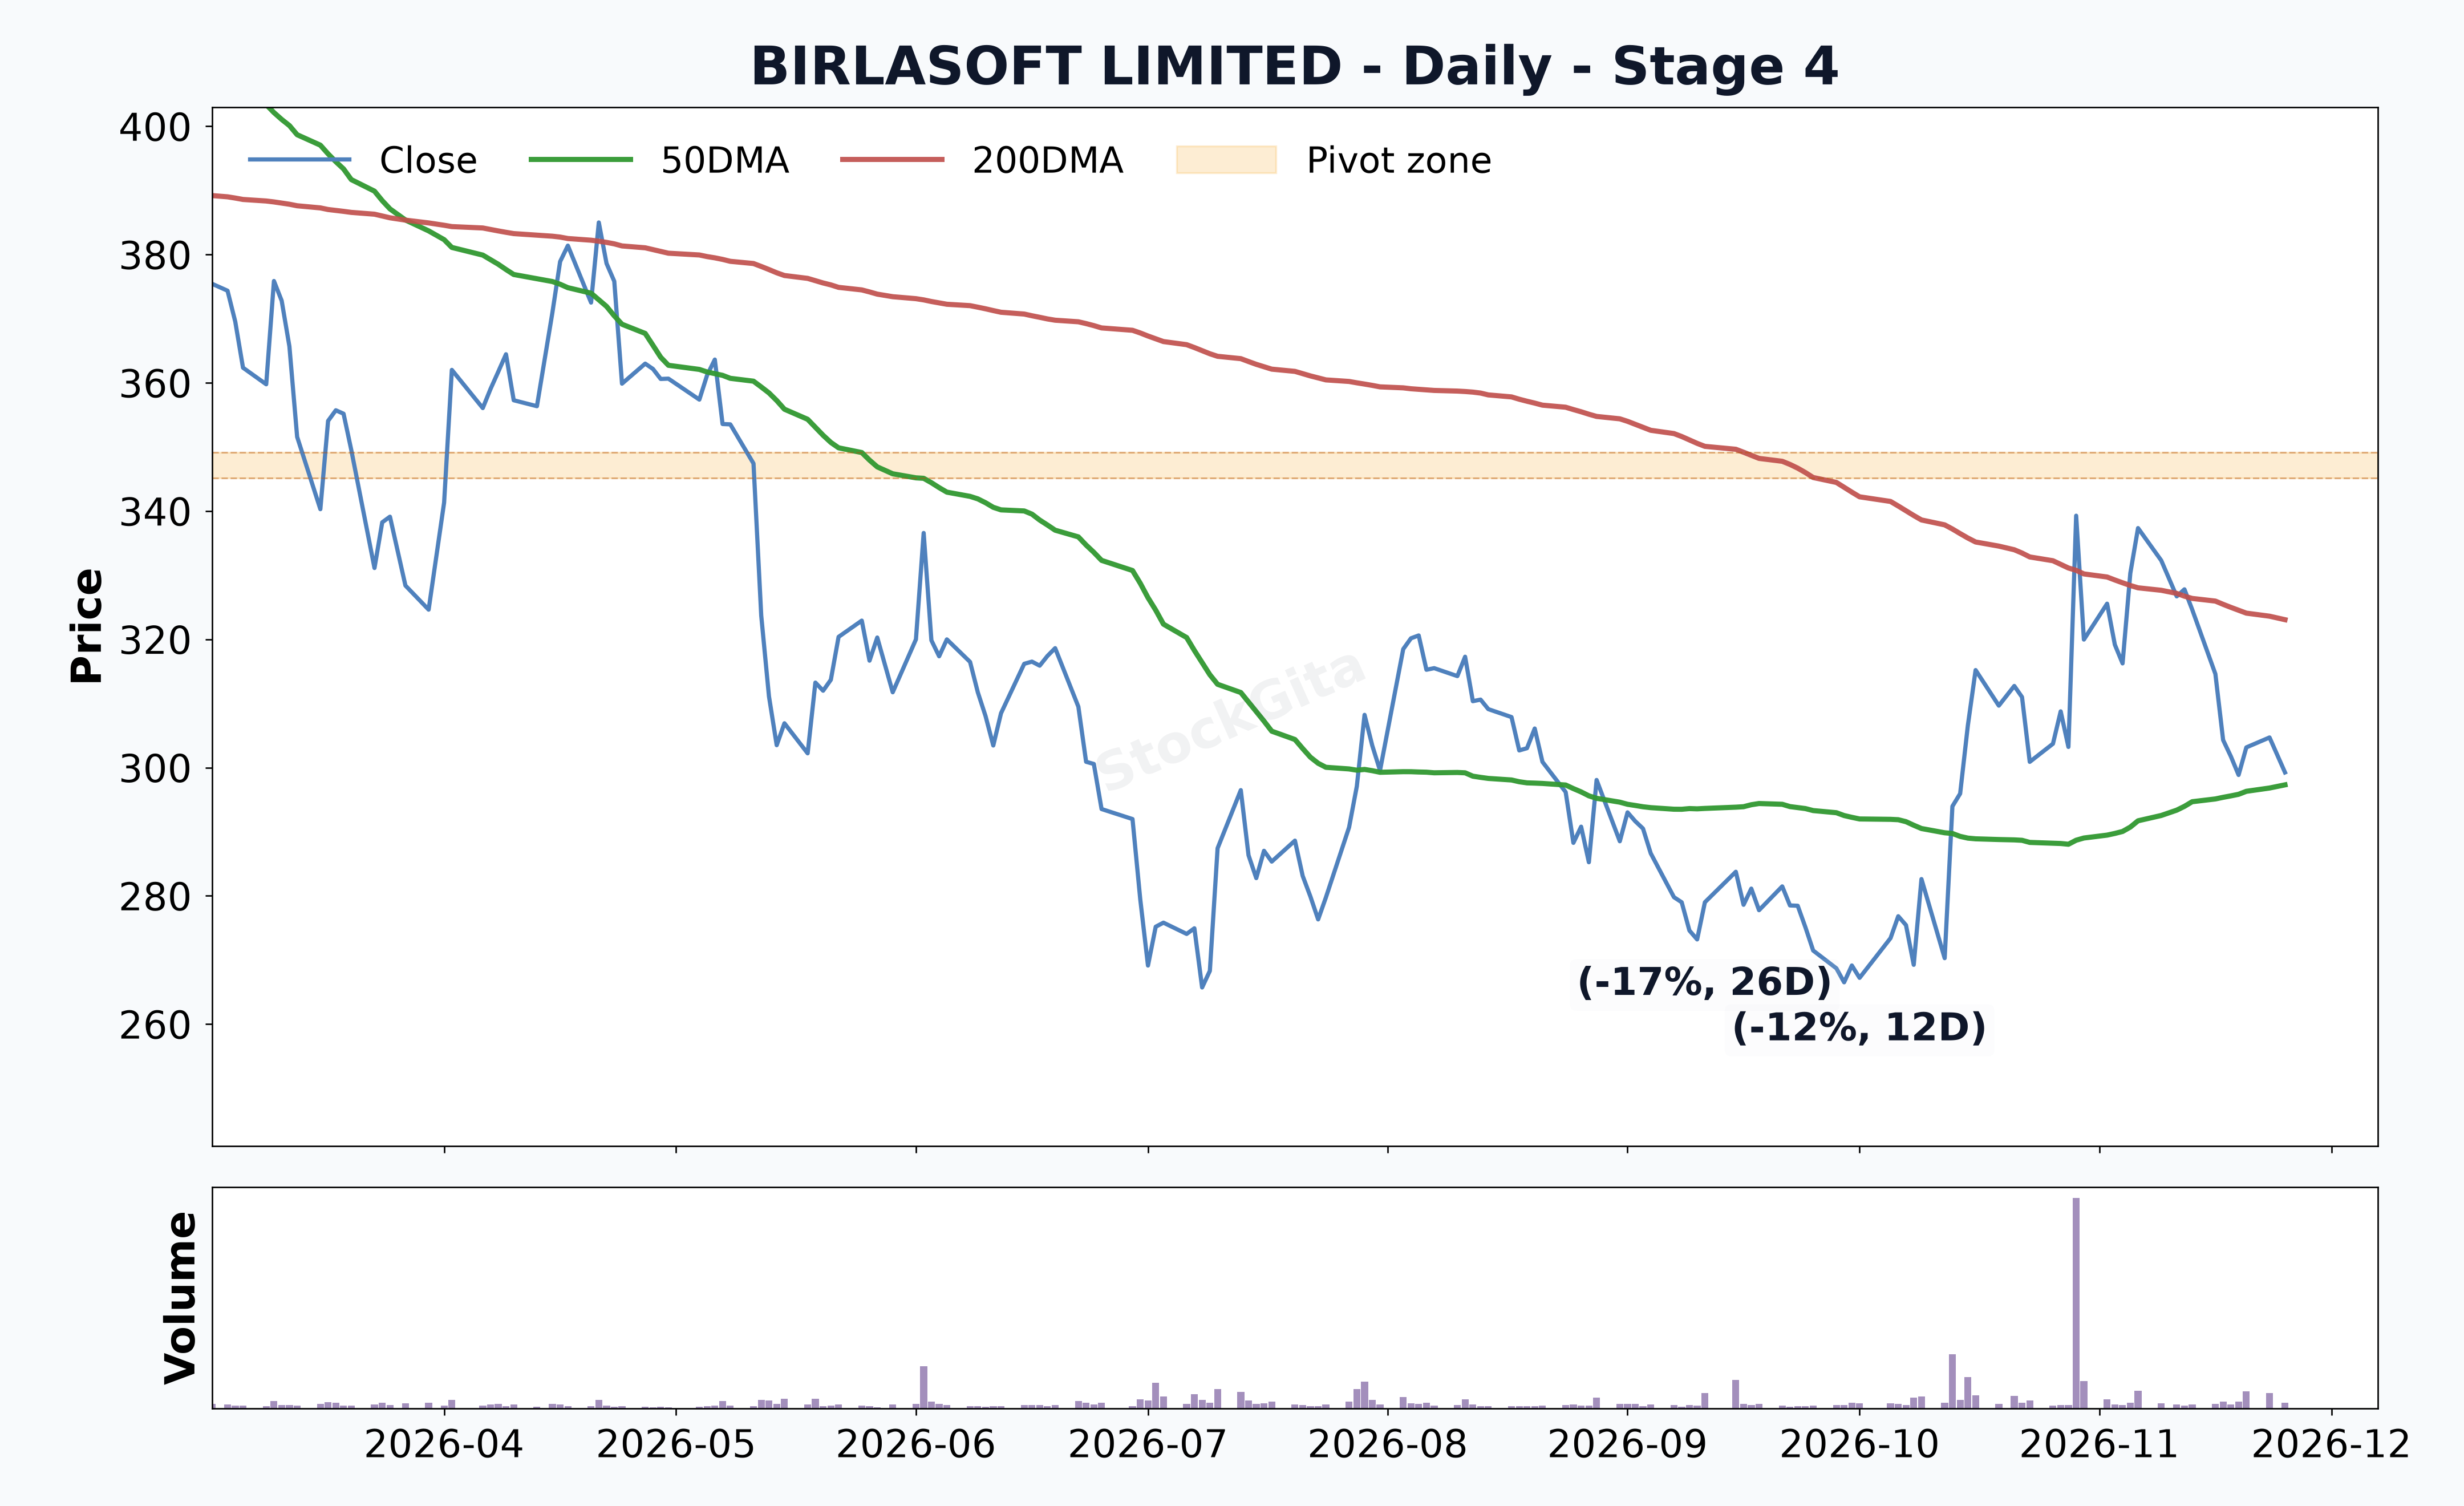 BIRLASOFT LIMITED - Daily - Stage 4
Close 50DMA 200DMA Pivot zone
Price
400
380
360
340
320
300
280
260
StockGita
(-17%, 26D)
(-12%, 12D)
Volume
2026-04 2026-05 2026-06 2026-07 2026-08 2026-09 2026-10 2026-11 2026-12